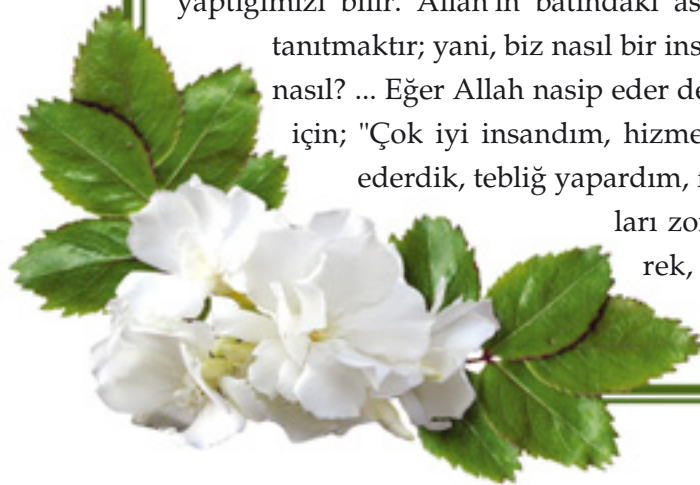 yaptığımızı bilir. Allah'ın batındaki as
tanıtmaktır; yani, biz nasıl bir ins
nasıl? ... Eğer Allah nasip eder de
için; "Çok iyi insandım, hizme
ederdik, tebliğ yapardım,
ları zo
rek,